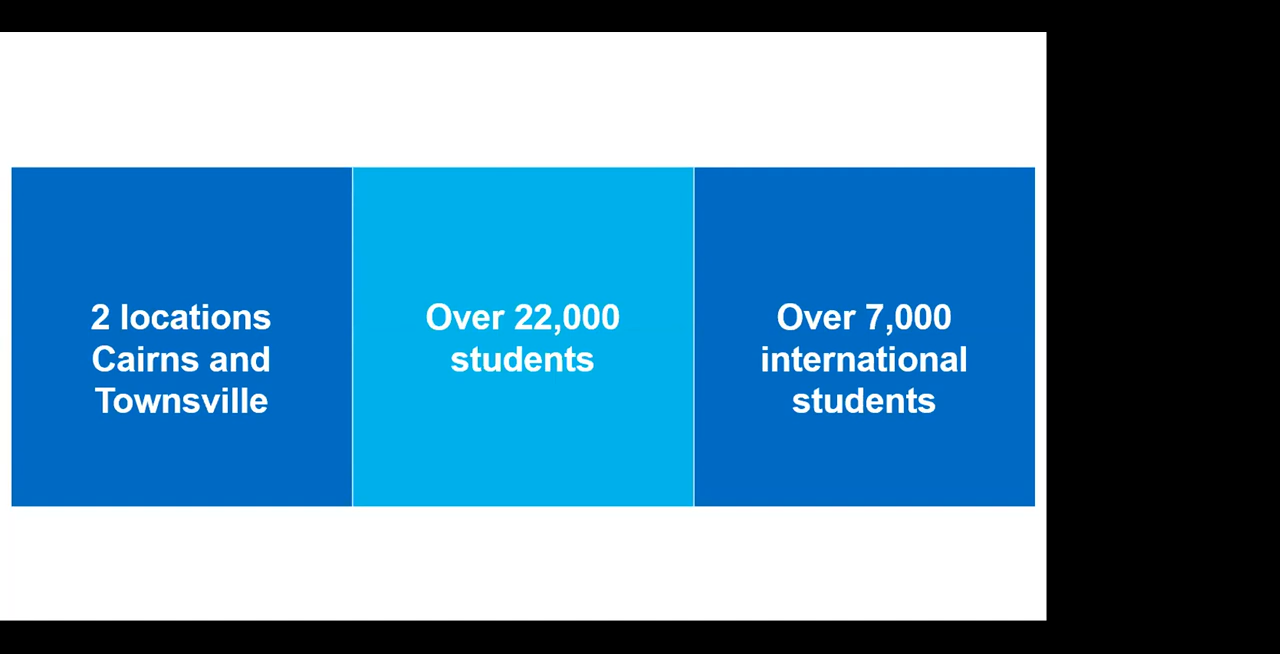 2 locations
Cairns and
Townsville
Over 22,000
students
Over 7,000
international
students